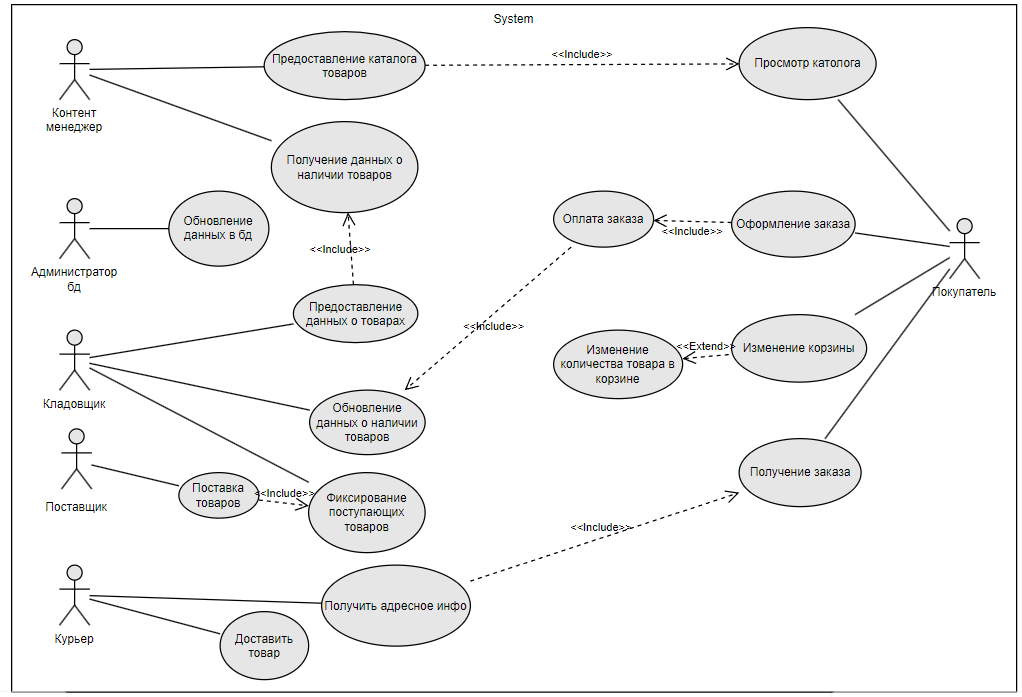 System
Контент
менеджер
Предоставление каталога
товаров
<<Include>>
Просмотр католога
Получение данных о
наличии товаров
Администратор
бд
Обновление
данных в бд
Оплата заказа
<<Include>>
Оформление заказа
Покупатель
<<Include>>
Предоставление
данных о товарах
<<Include>>
Кладовщик
Изменение
количества товара в
корзине
<<Extend>>
Изменение корзины
Обновление
данных о наличии
товаров
Поставщик
Поставка
товаров
<<Include>>
Фиксирование
поступающих
товаров
Получение заказа
<<Include>>
Курьер
Получить адресное инфо
Доставить
товар